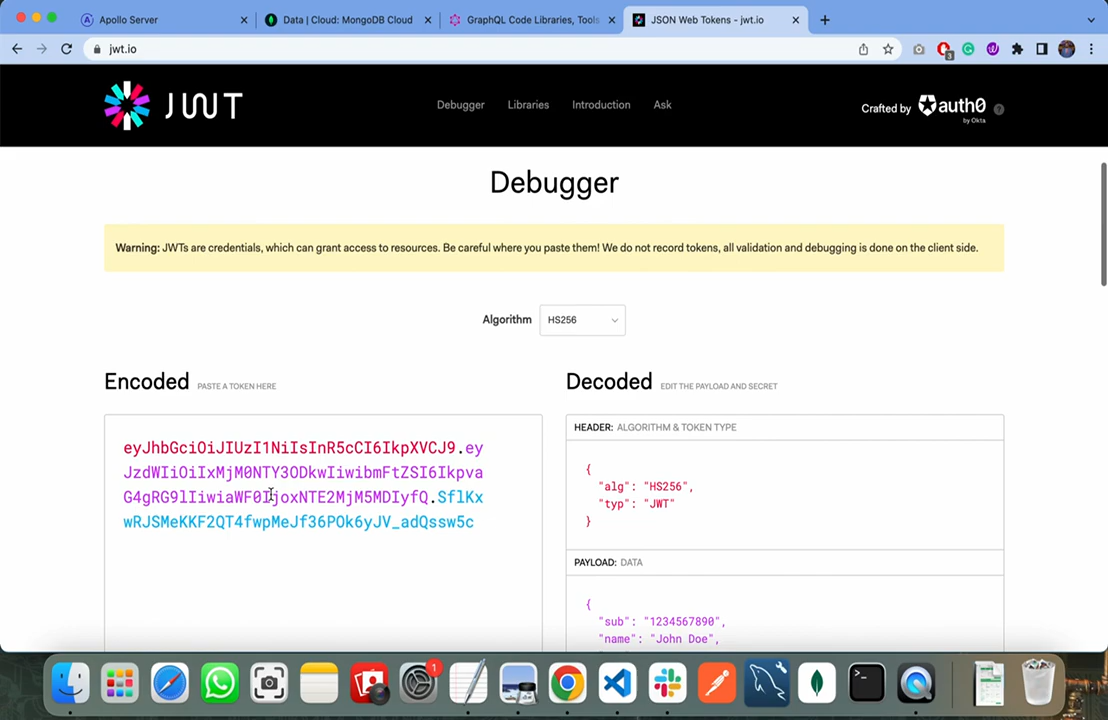 Apollo Server
Data | Cloud: MongoDB Cloud
GraphQL Code Libraries, Tools
JSON Web Tokens - jwt.io
jwt.io
3
JWT
Debugger
Libraries
Introduction
Ask
Crafted by
auth0
by Okta
?
Debugger
Warning: JWTs are credentials, which can grant access to resources. Be careful where you paste them! We do not record tokens, all validation and debugging is done on the client side.
Algorithm
HS256
Encoded PASTE A TOKEN HERE
eyJhbGciOiJIUzI1NiIsInR5cCI6IkpXVCJ9.ey
JzdWIiOiIxMjM0NTY3ODkwIiwibmFtZSI6Ikpva
G4gRG9lIiwiaWF0IjoxNTE2MjM5MDIyfQ.SflKx
wRJSMeKKF2QT4fwpMeJf36POk6yJV_adQssw5c
Decoded EDIT THE PAYLOAD AND SECRET
HEADER: ALGORITHM & TOKEN TYPE
{
"alg": "HS256",
"typ": "JWT"
}
PAYLOAD: DATA
{
"sub": "1234567890",
"name": "John Doe",
1